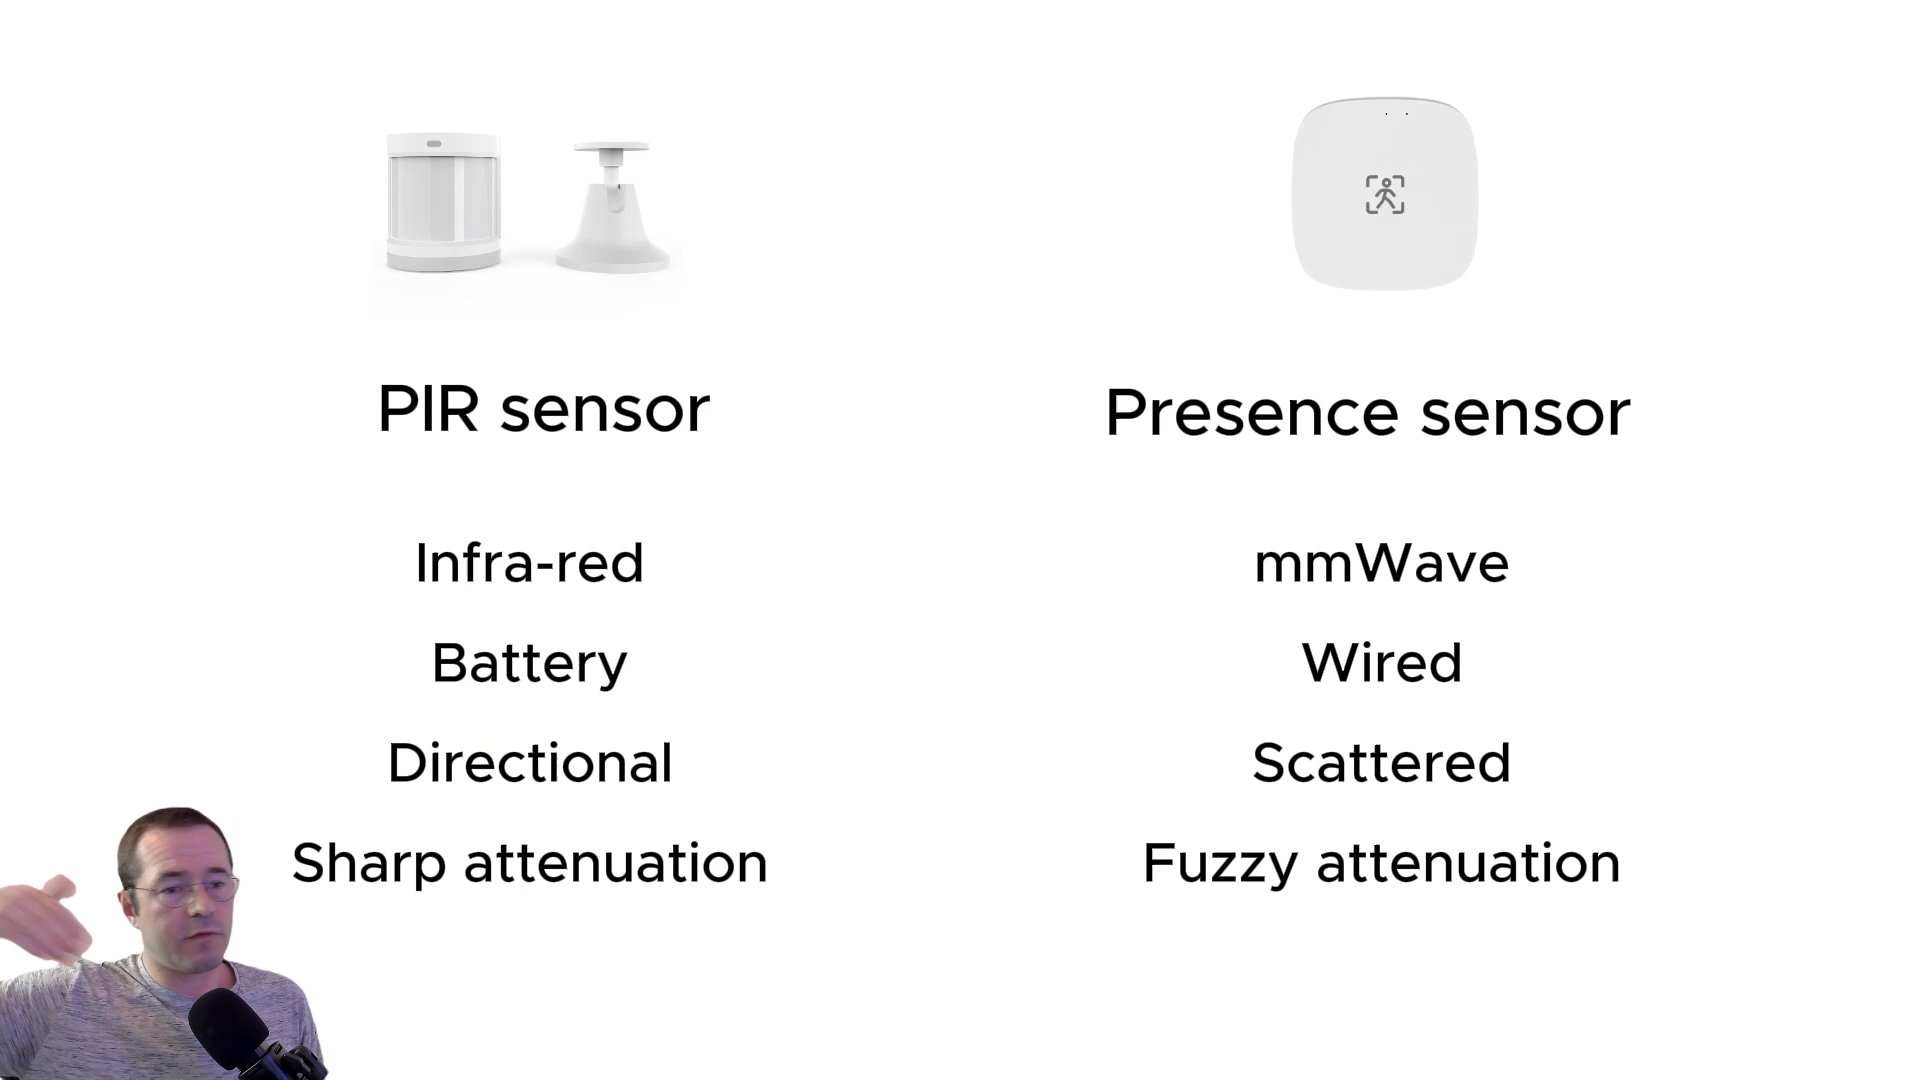 PIR sensor
Presence sensor
Infra-red
mmWave
Battery
Wired
Directional
Scattered
Sharp attenuation
Fuzzy attenuation